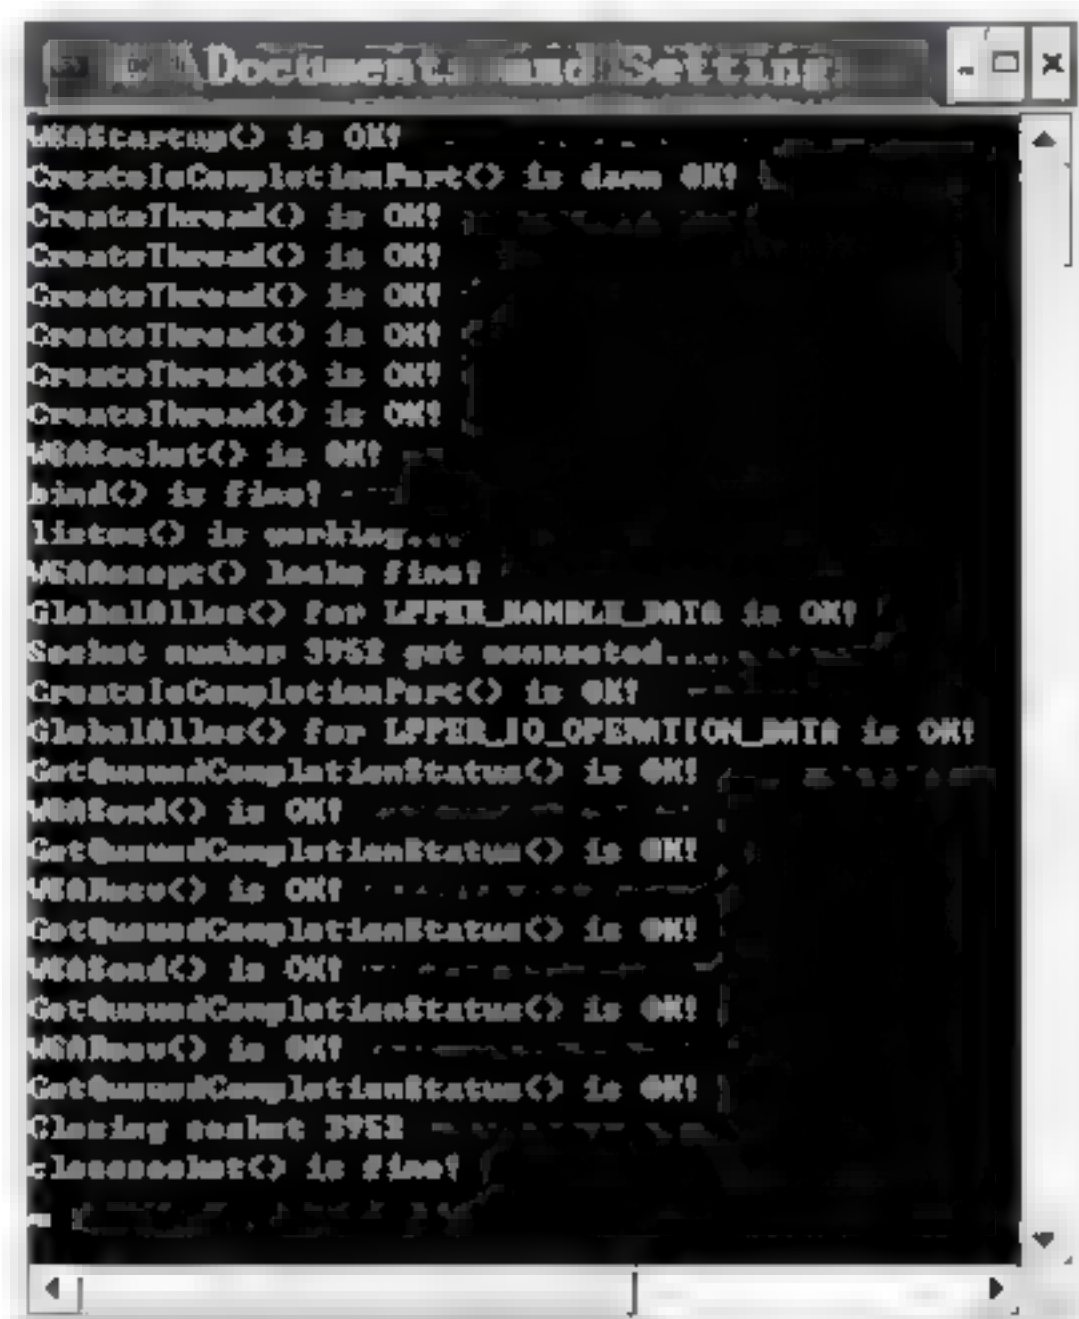 \Documents and Setting
WSAStartup() is OK!
CreateIoCompletionPort() is damn OK!
CreateThread() is OK!
CreateThread() is OK!
CreateThread() is OK!
CreateThread() is OK!
CreateThread() is OK!
CreateThread() is OK!
WSASocket() is OK!
bind() is fine!
listen() is working...
WSAAccept() looks fine!
GlobalAlloc() for LPPER_HANDLE_DATA is OK!
Socket number 3952 got connected...
CreateIoCompletionPort() is OK!
GlobalAlloc() for LPPER_IO_OPERATION_DATA is OK!
GetQueuedCompletionStatus() is OK!
WSASend() is OK!
GetQueuedCompletionStatus() is OK!
WSARecv() is OK!
GetQueuedCompletionStatus() is OK!
WSASend() is OK!
GetQueuedCompletionStatus() is OK!
WSARecv() is OK!
GetQueuedCompletionStatus() is OK!
Closing socket 3952
closesocket() is fine!